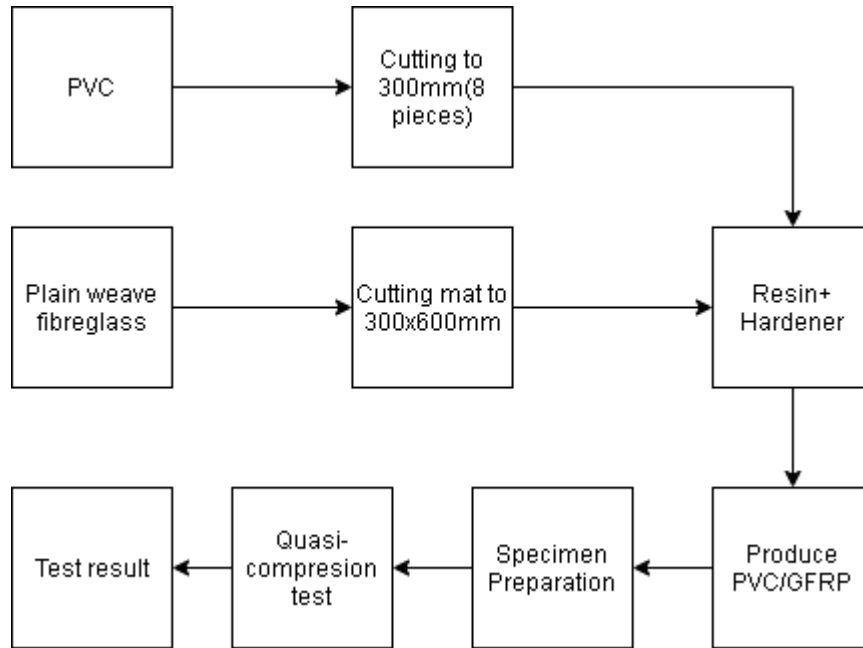 PVC
Cutting to
300mm(8
pieces)
Plain weave
fibreglass
Cutting mat to
300x600mm
Resin+
Hardener
Test result
Quasi-
compresion
test
Specimen
Preparation
Produce
PVC/GFRP